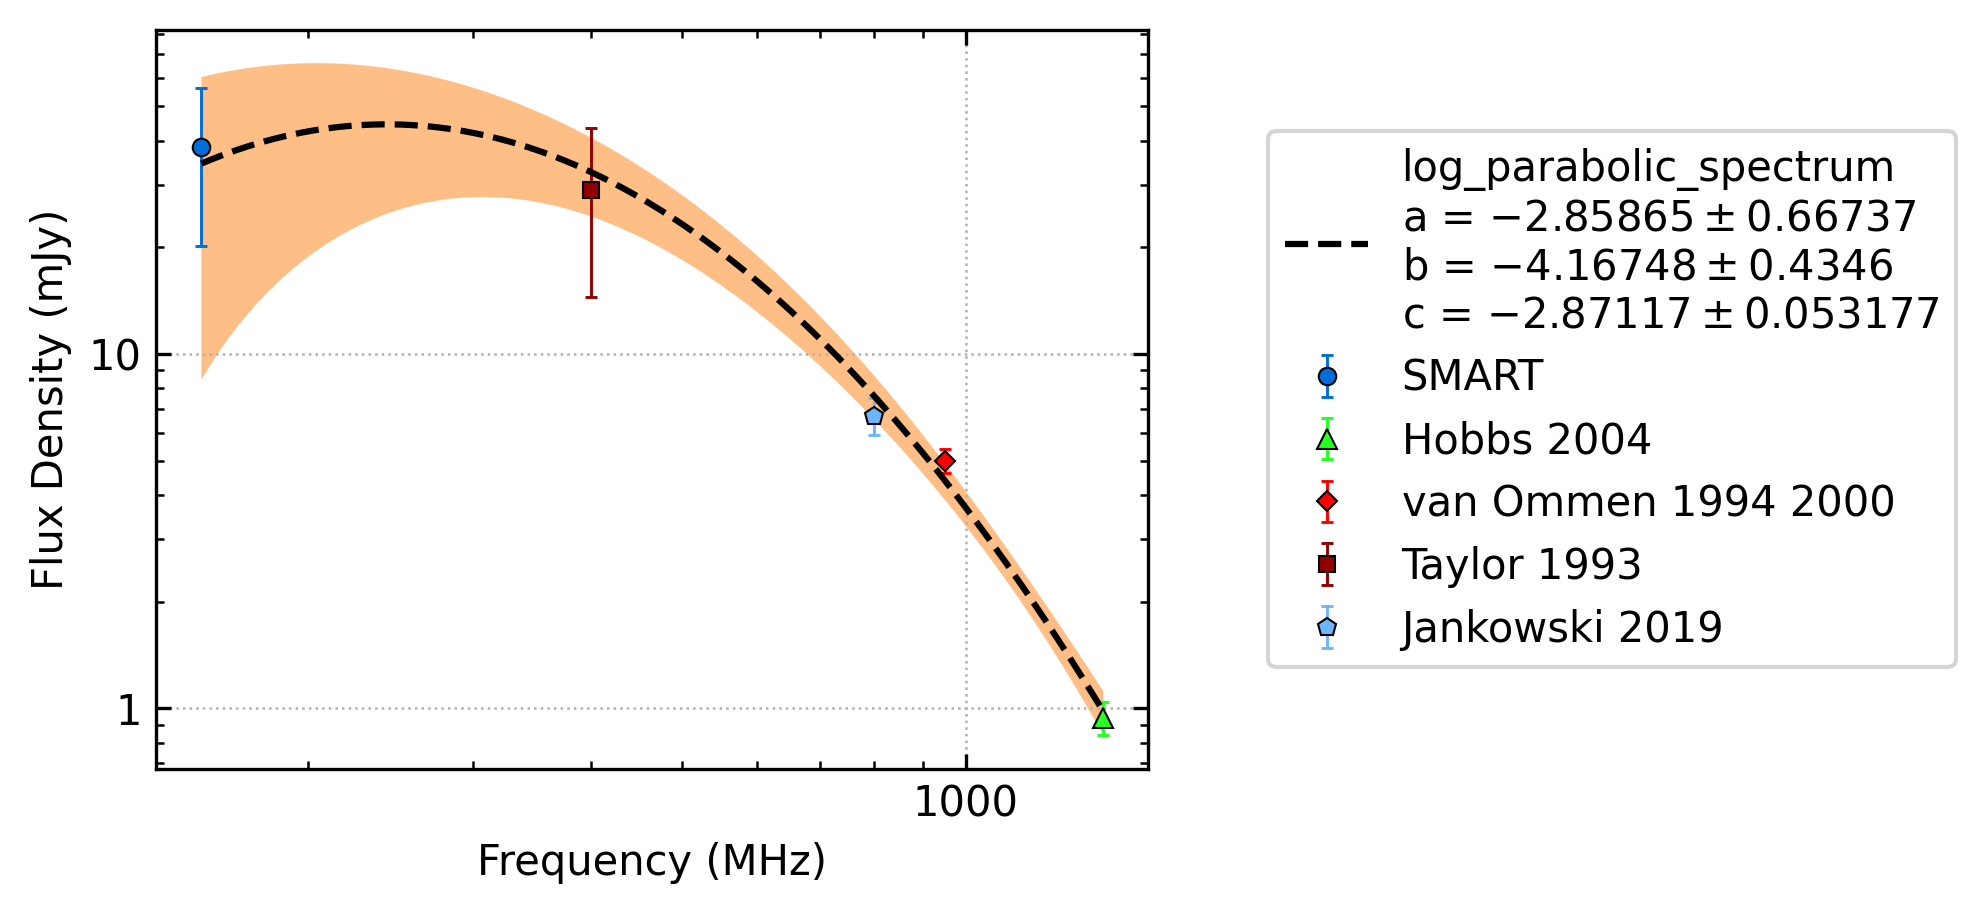 Flux Density (mJy)
10
1
1000
Frequency (MHz)
log_parabolic_spectrum
a = −2.85865 ± 0.66737
b = −4.16748 ± 0.4346
c = −2.87117 ± 0.053177
SMART
Hobbs 2004
van Ommen 1994 2000
Taylor 1993
Jankowski 2019